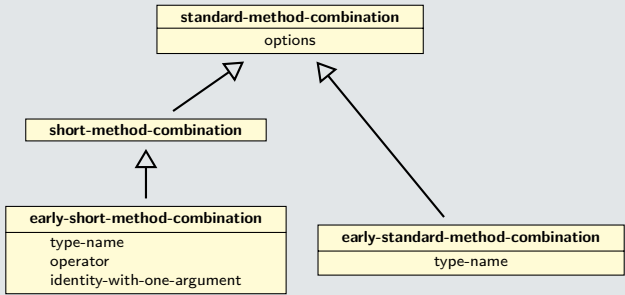 standard-method-combination
options
short-method-combination
early-short-method-combination
type-name
operator
identity-with-one-argument
early-standard-method-combination
type-name